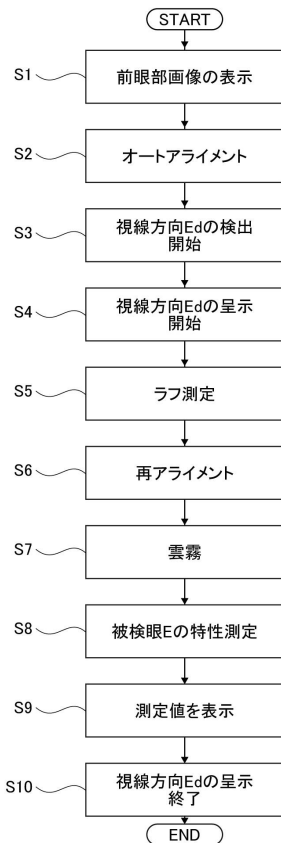 START
S1
前眼部画像の表示
S2
オートアライメント
S3
視線方向Edの検出
開始
S4
視線方向Edの呈示
開始
S5
ラフ測定
S6
再アライメント
S7
雲霧
S8
被検眼Eの特性測定
S9
測定値を表示
S10
視線方向Edの呈示
終了
END